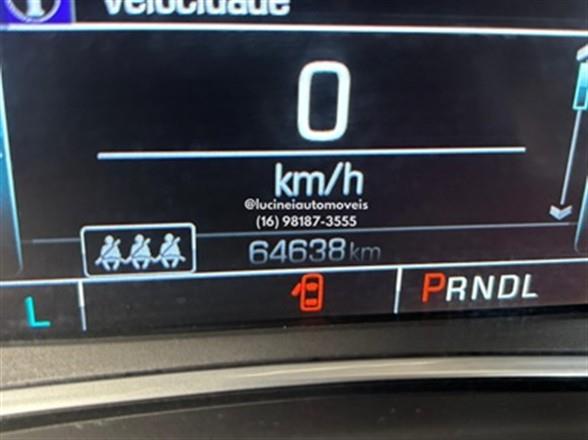 Velocidade
0
km/h
@lucineiautomoveis
(16) 98187-3555
64638 km
L
PRNDL